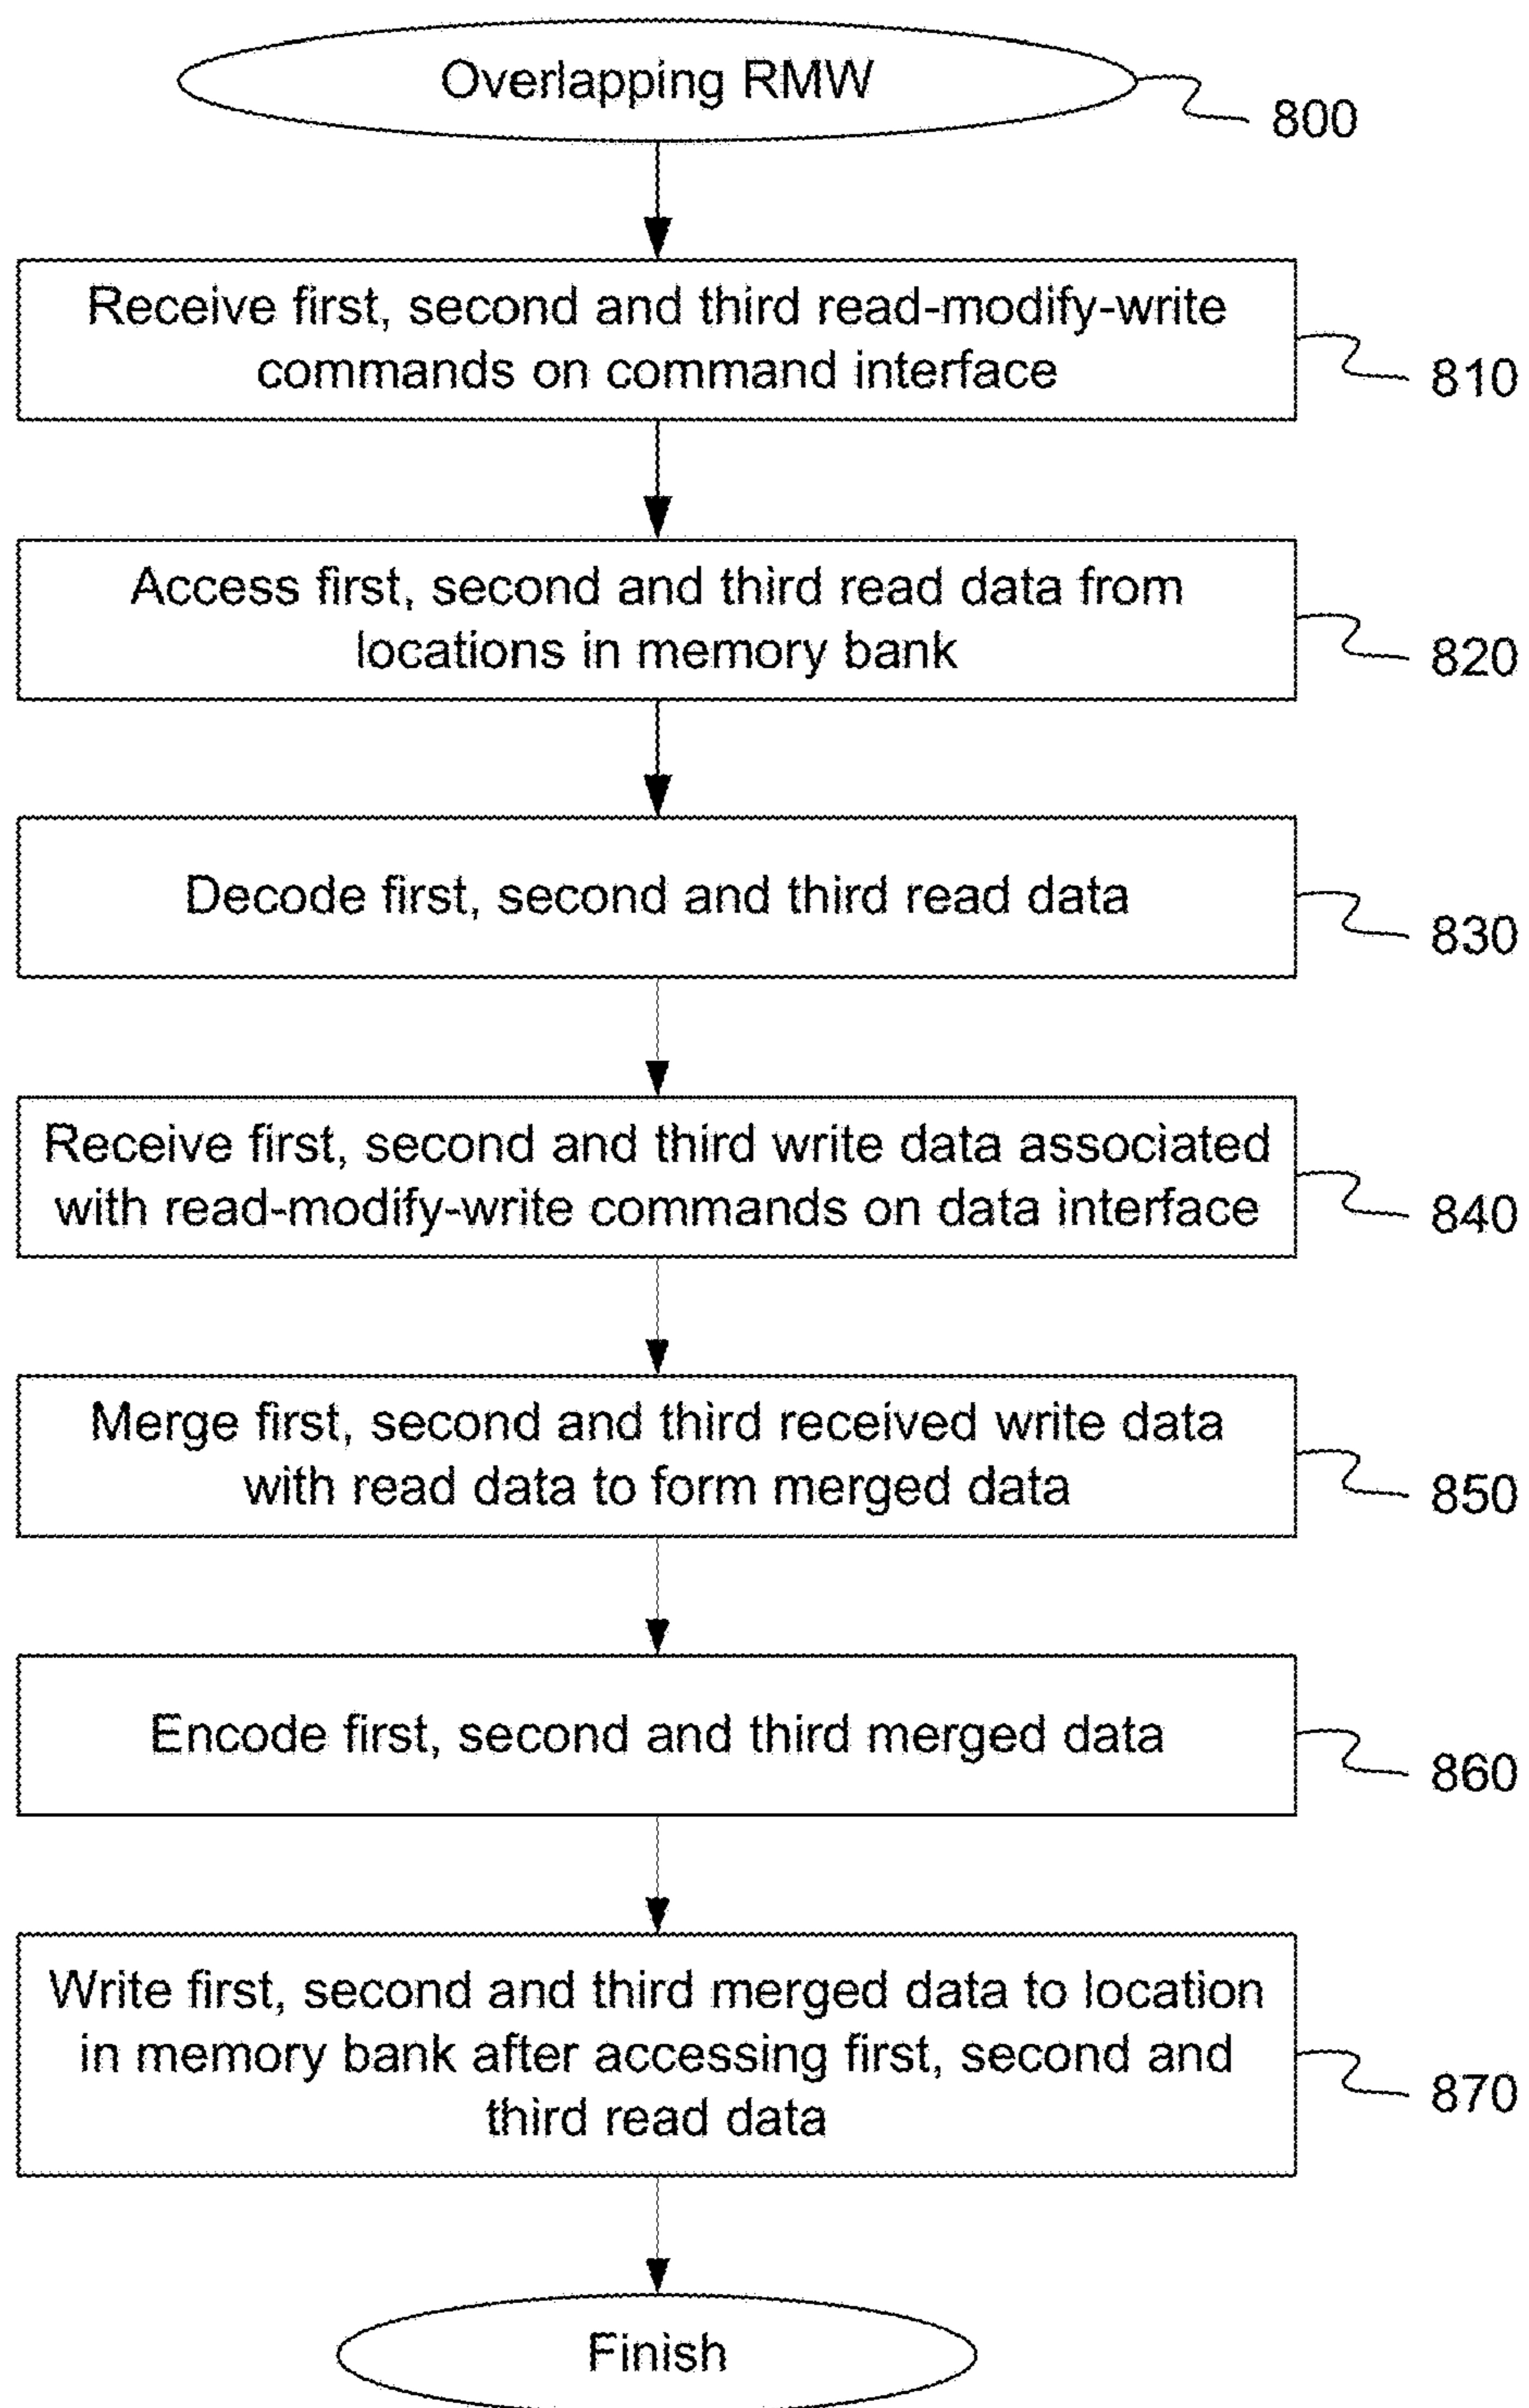 Overlapping RMW
800
Receive first, second and third read-modify-write
commands on command interface
810
Access first, second and third read data from
locations in memory bank
820
Decode first, second and third read data
830
Receive first, second and third write data associated
with read-modify-write commands on data interface
840
Merge first, second and third received write data
with read data to form merged data
850
Encode first, second and third merged data
860
Write first, second and third merged data to location
in memory bank after accessing first, second and
third read data
870
Finish